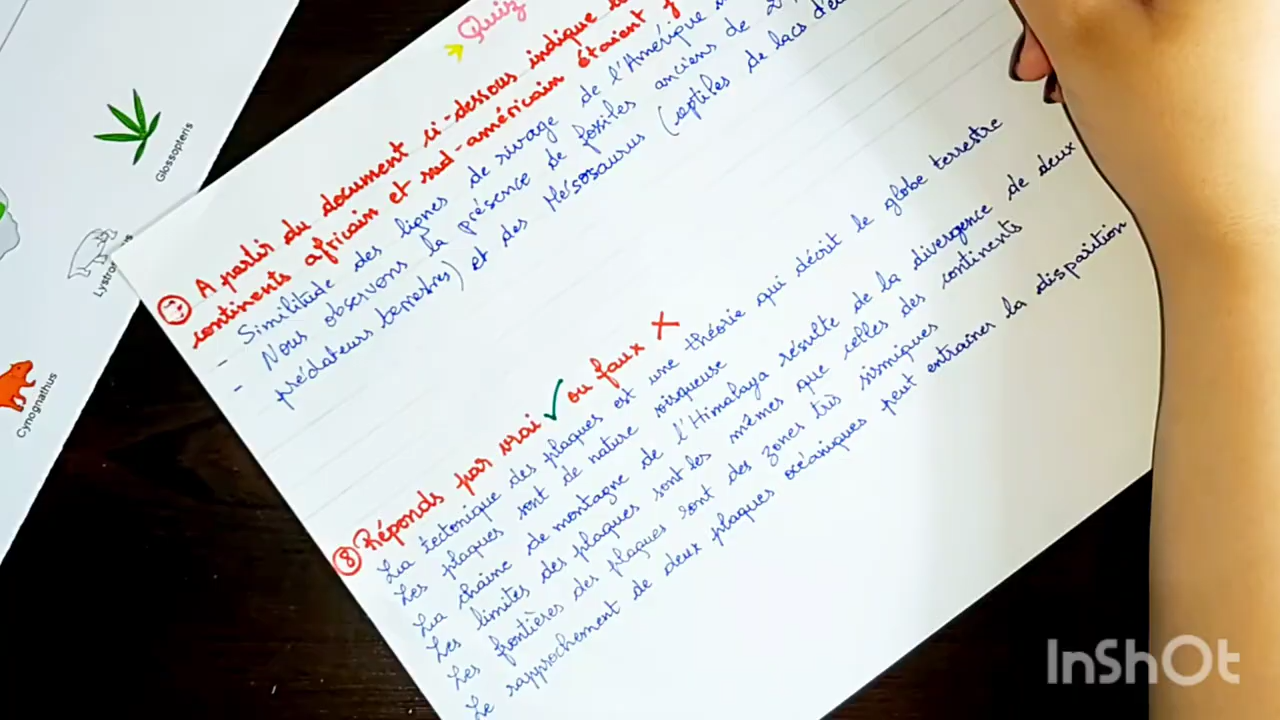 Quiz
⑦ A partir du document ci-dessous indique
continents africain et sud-américain étaient
- Similitude des lignes de rivage de l'Amérique
- Nous observons la présence de fossiles anciens de
prédateurs terrestres) et des Mésosaurus (reptiles de lacs d'eau
⑧ Réponds par vrai ✓ ou faux X
La tectonique des plaques est une théorie qui décrit le globe terrestre
Les plaques sont de nature visqueuse
La chaine de montagne de l'Himalaya résulte de la divergence de deux
Les limites des plaques sont les mêmes que celles des continents
Les frontières des plaques sont des zones très sismiques
Le rapprochement de deux plaques océaniques peut entrainer la disparition
Glossopteris
Cynognathus
InShOt